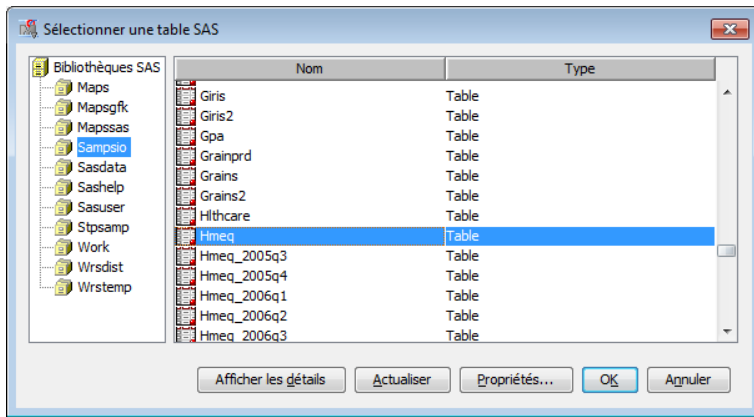 Sélectionner une table SAS
Bibliothèques SAS
Maps
Mapsgfk
Mapssas
Sampsio
Sasdata
Sashelp
Sasuser
Stpsamp
Work
Wrsdist
Wrstemp
Nom Type
Giris Table
Giris2 Table
Gpa Table
Grainprd Table
Grains Table
Grains2 Table
Hlthcare Table
Hmeq Table
Hmeq_2005q3 Table
Hmeq_2005q4 Table
Hmeq_2006q1 Table
Hmeq_2006q2 Table
Hmeq_2006q3 Table
Afficher les détails Actualiser Propriétés... OK Annuler